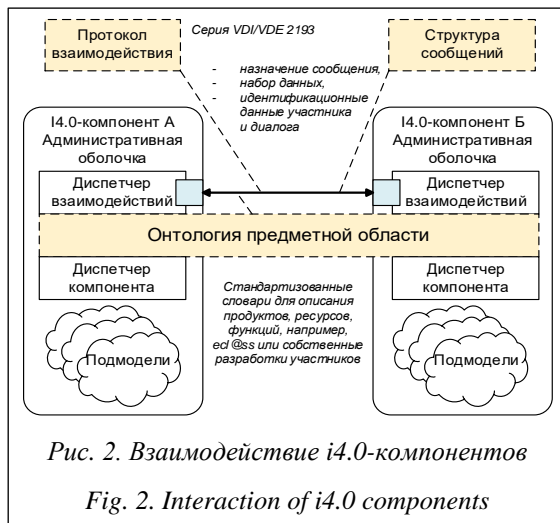 Протокол
взаимодействия
Серия VDI/VDE 2193
Структура
сообщений
- назначение сообщения,
- набор данных,
- идентификационные
данные участника
и диалога
I4.0-компонент А
Административная
оболочка
I4.0-компонент Б
Административная
оболочка
Диспетчер
взаимодействий
Диспетчер
взаимодействий
Онтология предметной области
Диспетчер
компонента
Диспетчер
компонента
Стандартизованные
словари для описания
продуктов, ресурсов,
функций, например,
ecl@ss или собственные
разработки участников
Подмодели
Подмодели
Рис. 2. Взаимодействие i4.0-компонентов
Fig. 2. Interaction of i4.0 components